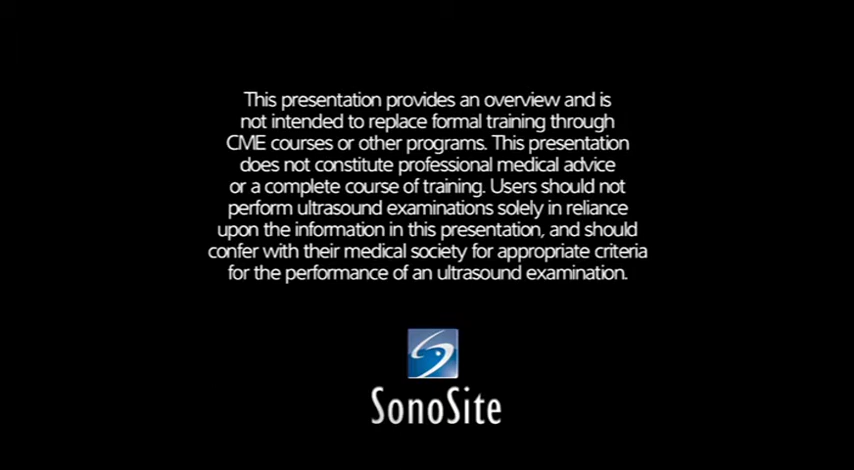 This presentation provides an overview and is
not intended to replace formal training through
CME courses or other programs. This presentation
does not constitute professional medical advice
or a complete course of training. Users should not
perform ultrasound examinations solely in reliance
upon the information in this presentation, and should
confer with their medical society for appropriate criteria
for the performance of an ultrasound examination.
SonoSite